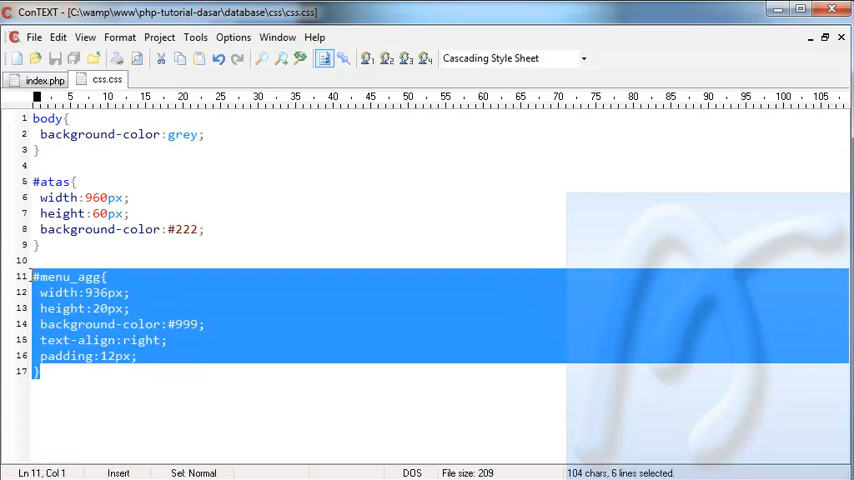 ConTEXT - [C:\wamp\www\php-tutorial-dasar\database\css\css.css]
File Edit View Format Project Tools Options Window Help
1 2 3 4 Cascading Style Sheet
index.php css.css
5 10 15 20 25 30 35 40 45 50 55 60 65 70 75 80 85 90 95 100 105
1 body{
2 background-color:grey;
3 }
4
5 #atas{
6 width:960px;
7 height:60px;
8 background-color:#222;
9 }
10
11 #menu_agg{
12 width:936px;
13 height:20px;
14 background-color:#999;
15 text-align:right;
16 padding:12px;
17 }
Ln 11, Col 1 Insert Sel: Normal DOS File size: 209 104 chars, 6 lines selected.